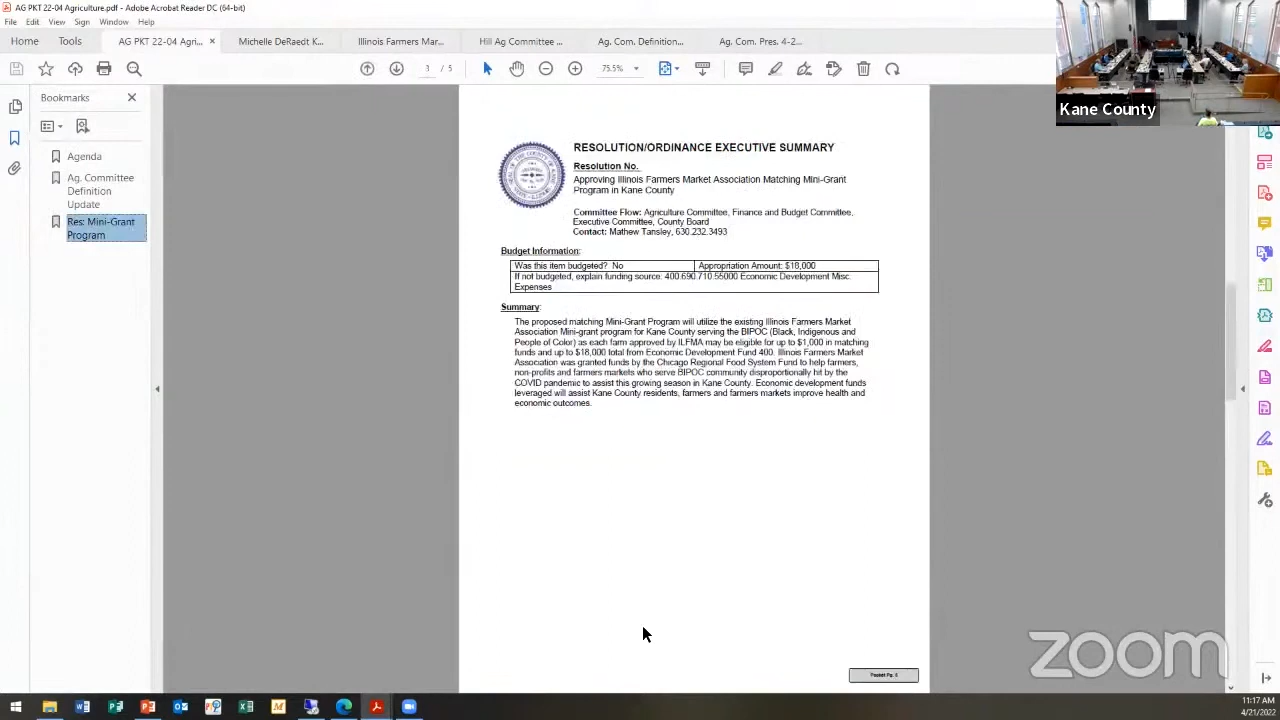 AG PKT 22-04 Agriculture.pdf - Adobe Acrobat Reader DC (64-bit)
File Edit View Sign Window Help
Home Tools AG PKT 22-04 Agri... Michelle DeRaedt K... Illinois Farmers Mar... Hill Ag Committee ... Ag. Com. Definition... Ag. Com. Pres. 4-2...
/ 5 75.5%
Kane County
Bookmarks
Agenda
Ag. Committee
Definition
Update
Res: Mini-Grant
Program
RESOLUTION/ORDINANCE EXECUTIVE SUMMARY
Resolution No.
Approving Illinois Farmers Market Association Matching Mini-Grant
Program in Kane County
Committee Flow: Agriculture Committee, Finance and Budget Committee,
Executive Committee, County Board
Contact: Mathew Tansley, 630.232.3493
Budget Information:
Was this item budgeted? No Appropriation Amount: $18,000
If not budgeted, explain funding source: 400.690.710.55000 Economic Development Misc.
Expenses
Summary:
The proposed matching Mini-Grant Program will utilize the existing Illinois Farmers Market
Association Mini-grant program for Kane County serving the BIPOC (Black, Indigenous and
People of Color) as each farm approved by ILFMA may be eligible for up to $1,000 in matching
funds and up to $18,000 total from Economic Development Fund 400. Illinois Farmers Market
Association was granted funds by the Chicago Regional Food System Fund to help farmers,
non-profits and farmers markets who serve BIPOC community disproportionally hit by the
COVID pandemic to assist this growing season in Kane County. Economic development funds
leveraged will assist Kane County residents, farmers and farmers markets improve health and
economic outcomes.
zoom
11:17 AM
4/21/2022